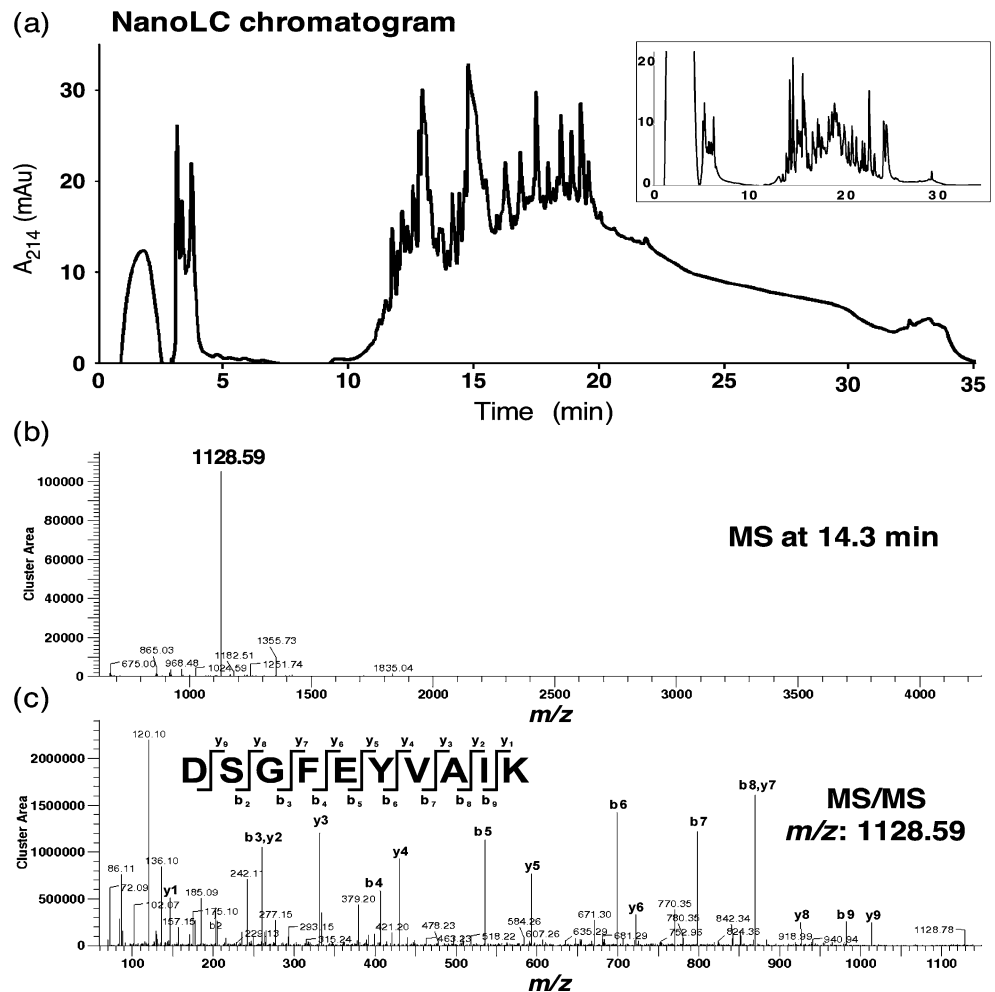 (a) NanoLC chromatogram
30
20
10
0
A214 (mAu)
0 5 10 15 20 25 30 35
Time (min)
20
10
0
0 10 20 30
(b)
1128.59
100000
80000
60000
40000
20000
0
Cluster Area
MS at 14.3 min
675.00 865.03 968.48 1024.59 1182.51 1251.74 1355.73 1835.04
1000 1500 2000 2500 3000 3500 4000
m/z
(c)
2000000
1500000
1000000
500000
0
Cluster Area
y9 y8 y7 y6 y5 y4 y3 y2 y1
DSGFEYVAIK
b2 b3 b4 b5 b6 b7 b8 b9
MS/MS
m/z: 1128.59
120.10
86.11
72.09
136.10
102.07
y1
157.15
185.09
175.10
b2
242.11
229.13
b3,y2
277.15
293.15
315.24
y3
379.20
b4
421.20
y4
478.23
463.23
b5
518.22
584.26
y5
607.26
635.29
671.30
681.29
b6
y6
770.35
780.35
752.96
b7
842.34
824.36
b8,y7
y8
918.99
940.94
b9
y9
1128.78
100 200 300 400 500 600 700 800 900 1000 1100
m/z